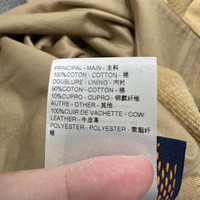 PRINCIPAL - MAIN - 主料
100%COTON - COTTON - 棉
DOUBLURE - LINING - 內衬
90%COTON - COTTON - 棉
10%CUPRO - CUPRO - 铜氨纤维
AUTRE - OTHER - 其他
100%CUIR DE VACHETTE - COW
LEATHER - 牛皮革
POLYESTER - POLYESTER - 聚酯纤
维